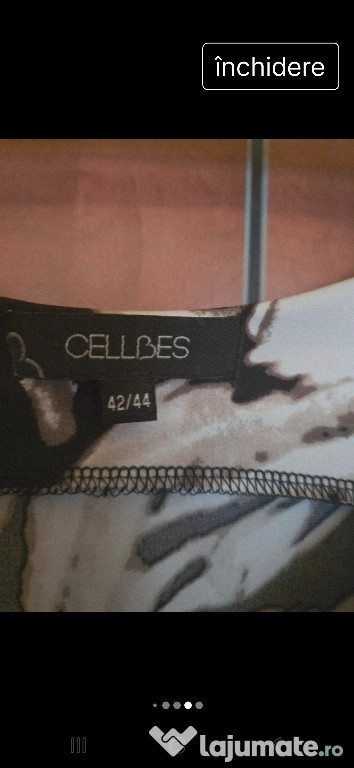 închidere
CELLBES
42/44
lajumate.ro